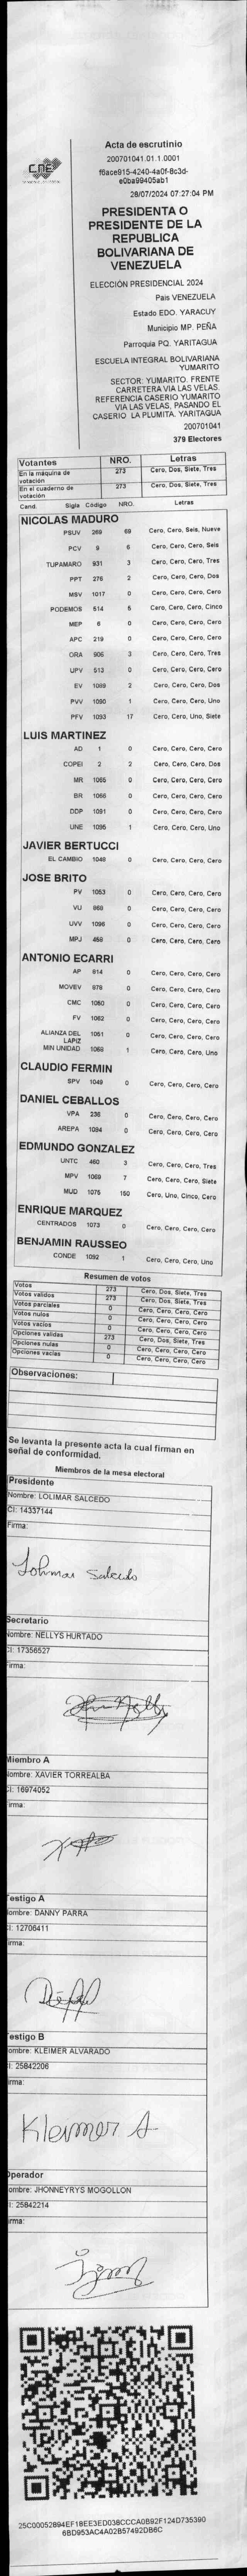 CNE
Acta de escrutinio
200701041.01.1.0001
f6ace915-4240-4a0f-8c3d-
e0ba99405ab1
28/07/2024 07:27:04 PM
PRESIDENTA O
PRESIDENTE DE LA
REPUBLICA
BOLIVARIANA DE
VENEZUELA
ELECCIÓN PRESIDENCIAL 2024
Pais VENEZUELA
Estado EDO. YARACUY
Municipio MP. PEÑA
Parroquia PQ. YARITAGUA
ESCUELA INTEGRAL BOLIVARIANA
YUMARITO
SECTOR: YUMARITO. FRENTE
CARRETERA VIA LAS VELAS.
REFERENCIA CASERIO YUMARITO
VIA LAS VELAS, PASANDO EL
CASERIO LA PLUMITA. YARITAGUA
200701041
379 Electores
Votantes NRO. Letras
En la máquina de votación 273 Cero, Dos, Siete, Tres
En el cuaderno de votación 273 Cero, Dos, Siete, Tres
Cand. Sigla Código NRO. Letras
NICOLAS MADURO
PSUV 269 69 Cero, Cero, Seis, Nueve
PCV 9 6 Cero, Cero, Cero, Seis
TUPAMARO 931 3 Cero, Cero, Cero, Tres
PPT 276 2 Cero, Cero, Cero, Dos
MSV 1017 0 Cero, Cero, Cero, Cero
PODEMOS 514 5 Cero, Cero, Cero, Cinco
MEP 6 0 Cero, Cero, Cero, Cero
APC 219 0 Cero, Cero, Cero, Cero
ORA 906 3 Cero, Cero, Cero, Tres
UPV 513 0 Cero, Cero, Cero, Cero
EV 1089 2 Cero, Cero, Cero, Dos
PVV 1090 1 Cero, Cero, Cero, Uno
PFV 1093 17 Cero, Cero, Uno, Siete
LUIS MARTINEZ
AD 1 0 Cero, Cero, Cero, Cero
COPEI 2 2 Cero, Cero, Cero, Dos
MR 1065 0 Cero, Cero, Cero, Cero
BR 1066 0 Cero, Cero, Cero, Cero
DDP 1091 0 Cero, Cero, Cero, Cero
UNE 1095 1 Cero, Cero, Cero, Uno
JAVIER BERTUCCI
EL CAMBIO 1048 0 Cero, Cero, Cero, Cero
JOSE BRITO
PV 1053 0 Cero, Cero, Cero, Cero
VU 868 0 Cero, Cero, Cero, Cero
UVV 1096 0 Cero, Cero, Cero, Cero
MPJ 458 0 Cero, Cero, Cero, Cero
ANTONIO ECARRI
AP 814 0 Cero, Cero, Cero, Cero
MOVEV 878 0 Cero, Cero, Cero, Cero
CMC 1050 0 Cero, Cero, Cero, Cero
FV 1062 0 Cero, Cero, Cero, Cero
ALIANZA DEL LAPIZ 1051 0 Cero, Cero, Cero, Cero
MIN UNIDAD 1068 1 Cero, Cero, Cero, Uno
CLAUDIO FERMIN
SPV 1049 0 Cero, Cero, Cero, Cero
DANIEL CEBALLOS
VPA 236 0 Cero, Cero, Cero, Cero
AREPA 1094 0 Cero, Cero, Cero, Cero
EDMUNDO GONZALEZ
UNTC 460 3 Cero, Cero, Cero, Tres
MPV 1069 7 Cero, Cero, Cero, Siete
MUD 1075 150 Cero, Uno, Cinco, Cero
ENRIQUE MARQUEZ
CENTRADOS 1073 0 Cero, Cero, Cero, Cero
BENJAMIN RAUSSEO
CONDE 1092 1 Cero, Cero, Cero, Uno
Resumen de votos
Votos 273 Cero, Dos, Siete, Tres
Votos validos 273 Cero, Dos, Siete, Tres
Votos parciales 0 Cero, Cero, Cero, Cero
Votos nulos 0 Cero, Cero, Cero, Cero
Votos vacios 0 Cero, Cero, Cero, Cero
Opciones validas 273 Cero, Dos, Siete, Tres
Opciones nulas 0 Cero, Cero, Cero, Cero
Opciones vacias 0 Cero, Cero, Cero, Cero
Observaciones:
Se levanta la presente acta la cual firman en
señal de conformidad.
Miembros de la mesa electoral
Presidente
Nombre: LOLIMAR SALCEDO
CI: 14337144
Firma:
Lolimar Salcedo
Secretario
Nombre: NELLYS HURTADO
CI: 17356527
Firma:
Miembro A
Nombre: XAVIER TORREALBA
CI: 16974052
Firma:
Testigo A
Nombre: DANNY PARRA
CI: 12706411
Firma:
Testigo B
Nombre: KLEIMER ALVARADO
CI: 25842206
Firma:
Kleimer A
Operador
Nombre: JHONNEYRYS MOGOLLON
CI: 25842214
Firma:
25C00052894EF18EE3ED038CCCA0B92F124D735390
6BD953AC4A02B57492DB6C